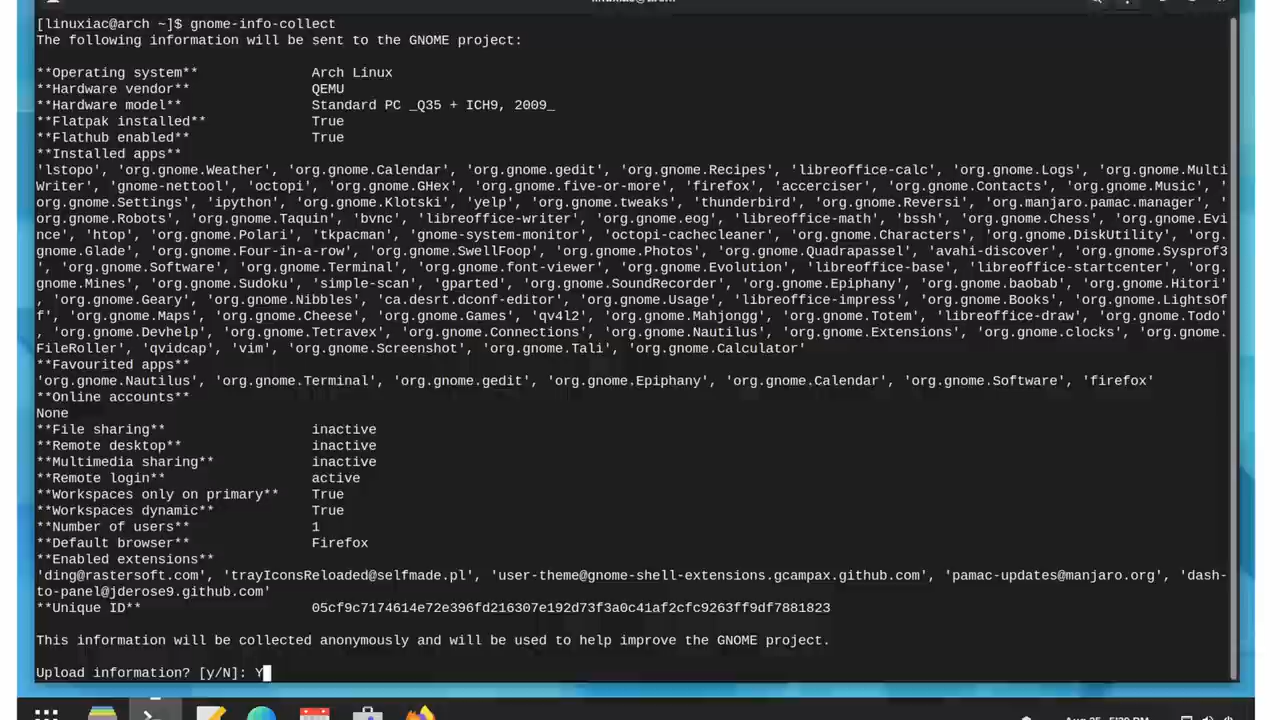 [linuxiac@arch ~]$ gnome-info-collect
The following information will be sent to the GNOME project:
**Operating system** Arch Linux
**Hardware vendor** QEMU
**Hardware model** Standard PC _Q35 + ICH9, 2009_
**Flatpak installed** True
**Flathub enabled** True
**Installed apps**
'lstopo', 'org.gnome.Weather', 'org.gnome.Calendar', 'org.gnome.gedit', 'org.gnome.Recipes', 'libreoffice-calc', 'org.gnome.Logs', 'org.gnome.Multi
Writer', 'gnome-nettool', 'octopi', 'org.gnome.GHex', 'org.gnome.five-or-more', 'firefox', 'accerciser', 'org.gnome.Contacts', 'org.gnome.Music', '
org.gnome.Settings', 'ipython', 'org.gnome.Klotski', 'yelp', 'org.gnome.tweaks', 'thunderbird', 'org.gnome.Reversi', 'org.manjaro.pamac.manager', '
org.gnome.Robots', 'org.gnome.Taquin', 'bvnc', 'libreoffice-writer', 'org.gnome.eog', 'libreoffice-math', 'bssh', 'org.gnome.Chess', 'org.gnome.Evi
nce', 'htop', 'org.gnome.Polari', 'tkpacman', 'gnome-system-monitor', 'octopi-cachecleaner', 'org.gnome.Characters', 'org.gnome.DiskUtility', 'org.
gnome.Glade', 'org.gnome.Four-in-a-row', 'org.gnome.SwellFoop', 'org.gnome.Photos', 'org.gnome.Quadrapassel', 'avahi-discover', 'org.gnome.Sysprof3
', 'org.gnome.Software', 'org.gnome.Terminal', 'org.gnome.font-viewer', 'org.gnome.Evolution', 'libreoffice-base', 'libreoffice-startcenter', 'org.
gnome.Mines', 'org.gnome.Sudoku', 'simple-scan', 'gparted', 'org.gnome.SoundRecorder', 'org.gnome.Epiphany', 'org.gnome.baobab', 'org.gnome.Hitori'
, 'org.gnome.Geary', 'org.gnome.Nibbles', 'ca.desrt.dconf-editor', 'org.gnome.Usage', 'libreoffice-impress', 'org.gnome.Books', 'org.gnome.LightsOf
f', 'org.gnome.Maps', 'org.gnome.Cheese', 'org.gnome.Games', 'qv4l2', 'org.gnome.Mahjongg', 'org.gnome.Totem', 'libreoffice-draw', 'org.gnome.Todo'
, 'org.gnome.Devhelp', 'org.gnome.Tetravex', 'org.gnome.Connections', 'org.gnome.Nautilus', 'org.gnome.Extensions', 'org.gnome.clocks', 'org.gnome.
FileRoller', 'qvidcap', 'vim', 'org.gnome.Screenshot', 'org.gnome.Tali', 'org.gnome.Calculator'
**Favourited apps**
'org.gnome.Nautilus', 'org.gnome.Terminal', 'org.gnome.gedit', 'org.gnome.Epiphany', 'org.gnome.Calendar', 'org.gnome.Software', 'firefox'
**Online accounts**
None
**File sharing** inactive
**Remote desktop** inactive
**Multimedia sharing** inactive
**Remote login** active
**Workspaces only on primary** True
**Workspaces dynamic** True
**Number of users** 1
**Default browser** Firefox
**Enabled extensions**
'ding@rastersoft.com', 'trayIconsReloaded@selfmade.pl', 'user-theme@gnome-shell-extensions.gcampax.github.com', 'pamac-updates@manjaro.org', 'dash-
to-panel@jderose9.github.com'
**Unique ID** 05cf9c7174614e72e396fd216307e192d73f3a0c41af2cfc9263ff9df7881823
This information will be collected anonymously and will be used to help improve the GNOME project.
Upload information? [y/N]: Y